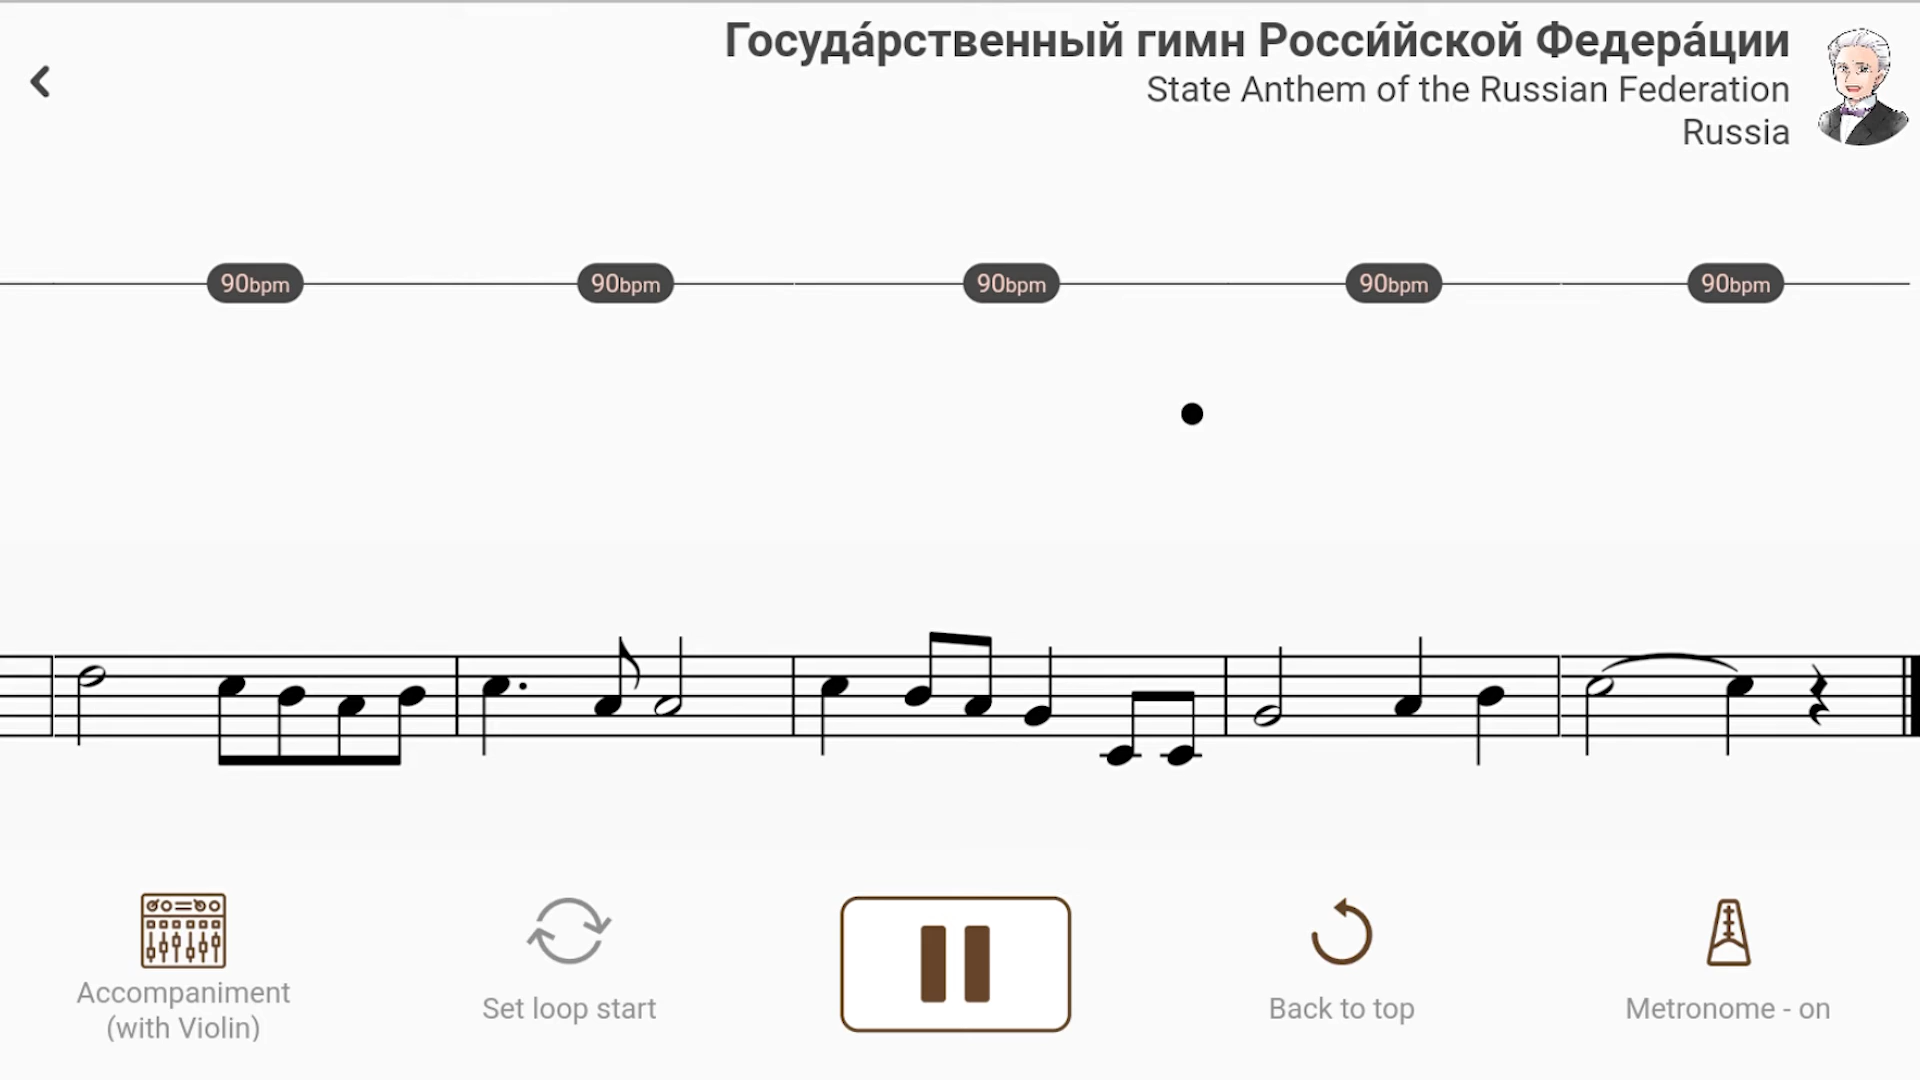 Госуда́рственный гимн Росси́йской Федера́ции
State Anthem of the Russian Federation
Russia
90bpm 90bpm 90bpm 90bpm 90bpm
Accompaniment
(with Violin)
Set loop start
Back to top
Metronome - on